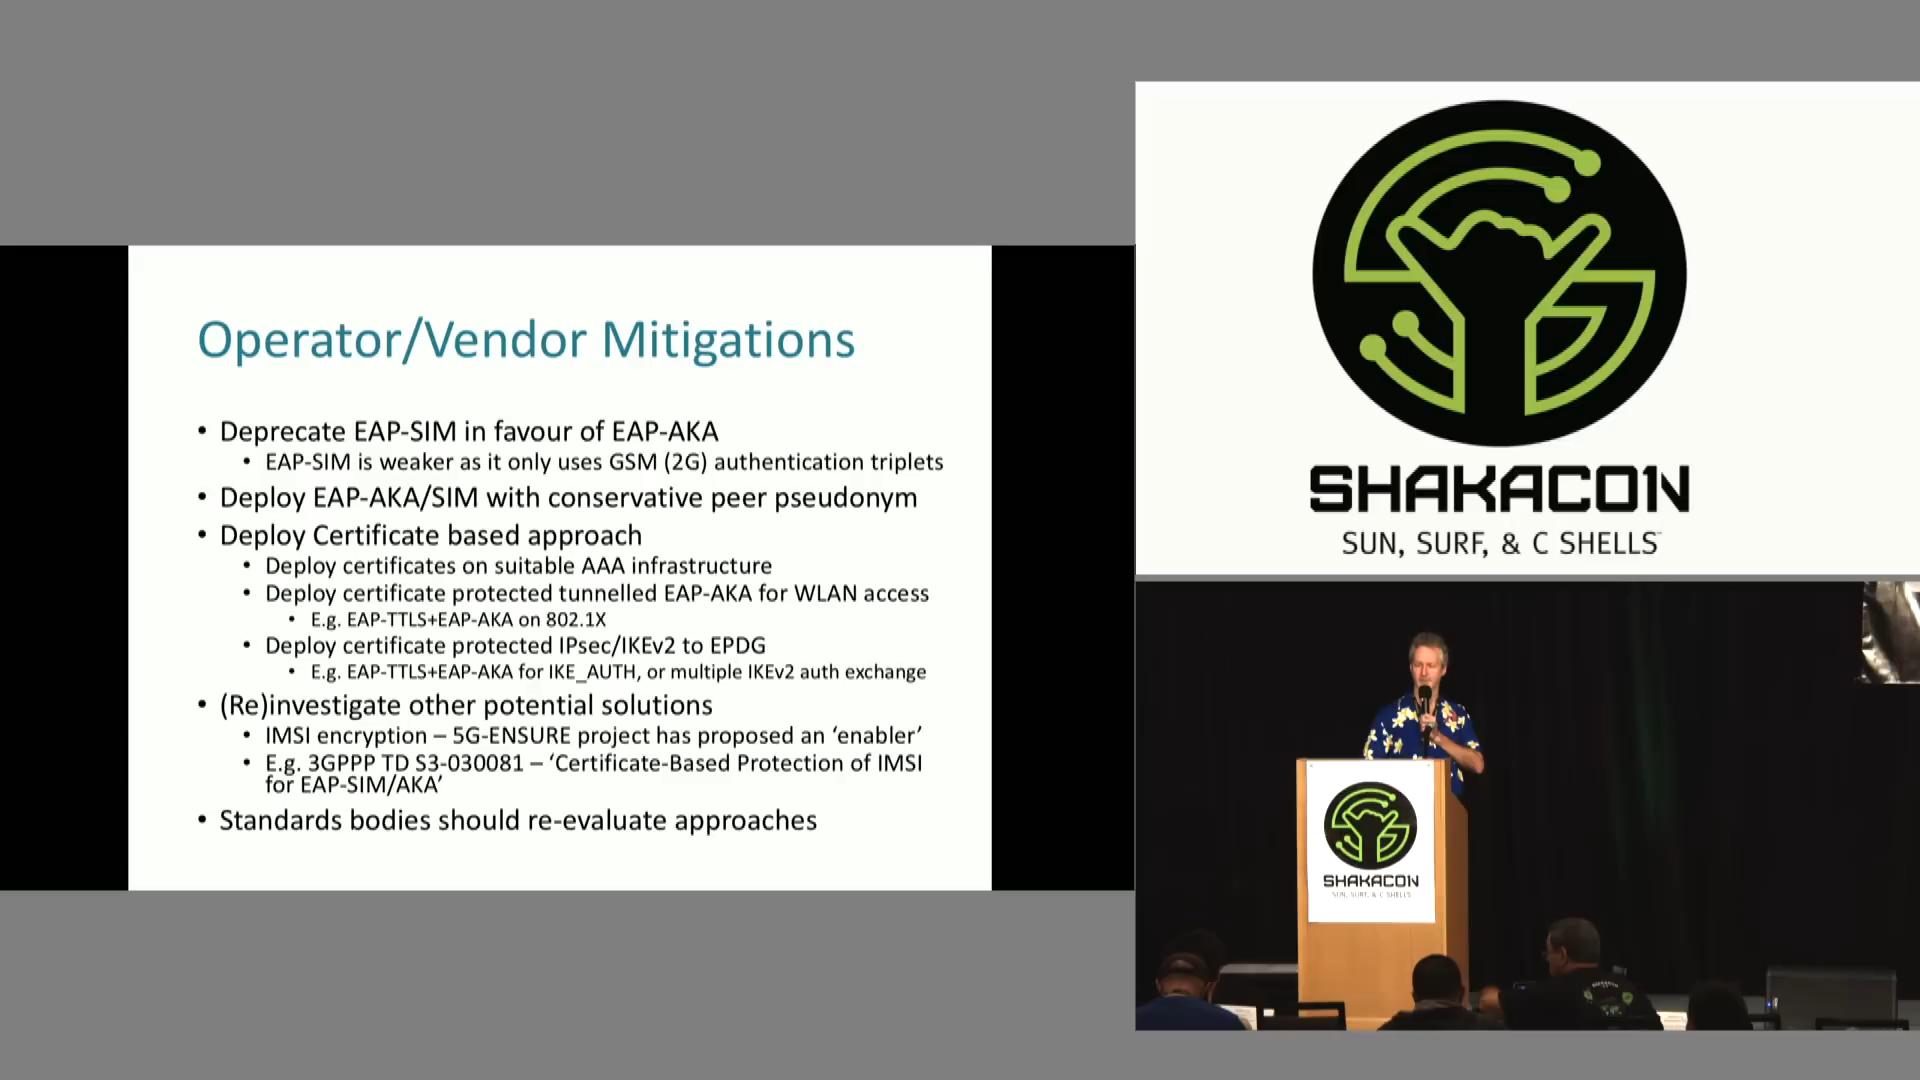 Operator/Vendor Mitigations
• Deprecate EAP-SIM in favour of EAP-AKA
• EAP-SIM is weaker as it only uses GSM (2G) authentication triplets
• Deploy EAP-AKA/SIM with conservative peer pseudonym
• Deploy Certificate based approach
• Deploy certificates on suitable AAA infrastructure
• Deploy certificate protected tunnelled EAP-AKA for WLAN access
• E.g. EAP-TTLS+EAP-AKA on 802.1X
• Deploy certificate protected IPsec/IKEv2 to EPDG
• E.g. EAP-TTLS+EAP-AKA for IKE_AUTH, or multiple IKEv2 auth exchange
• (Re)investigate other potential solutions
• IMSI encryption – 5G-ENSURE project has proposed an ‘enabler’
• E.g. 3GPPP TD S3-030081 – ‘Certificate-Based Protection of IMSI
for EAP-SIM/AKA’
• Standards bodies should re-evaluate approaches
SHAKACON
SUN, SURF, & C SHELLS
SHAKACON
SUN, SURF, & C SHELLS